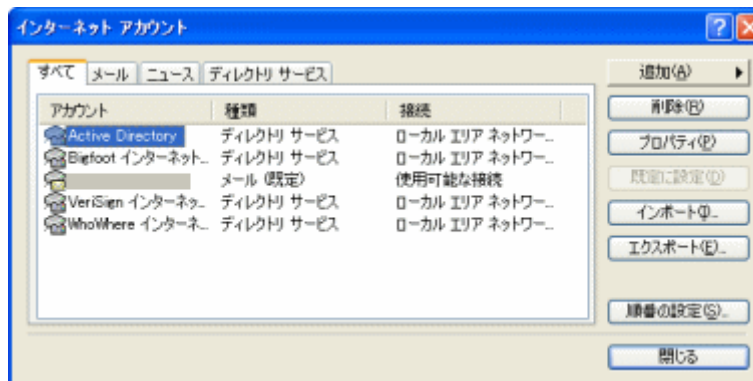 インターネット アカウント
すべて メール ニュース ディレクトリ サービス
アカウント 種類 接続
Active Directory ディレクトリ サービス ローカル エリア ネットワー...
Bigfoot インターネット... ディレクトリ サービス ローカル エリア ネットワー...
メール (既定) 使用可能な接続
VeriSign インターネッ... ディレクトリ サービス ローカル エリア ネットワー...
WhoWhere インターネ... ディレクトリ サービス ローカル エリア ネットワー...
追加(A)
削除(R)
プロパティ(P)
既定に設定(D)
インポート(I)...
エクスポート(E)...
順番の設定(S)...
閉じる